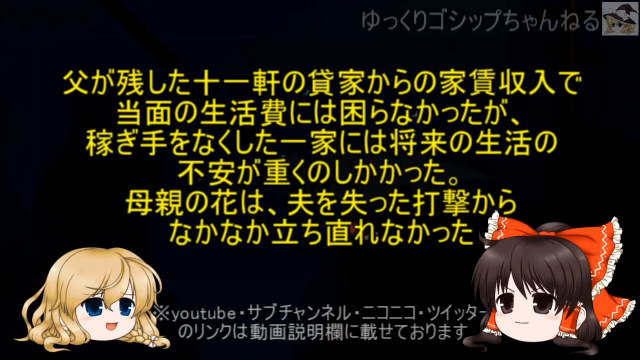 ゆっくりゴシップちゃんねる
父が残した十一軒の貸家からの家賃収入で
当面の生活費には困らなかったが、
稼ぎ手をなくした一家には将来の生活の
不安が重くのしかかった。
母親の花は、夫を失った打撃から
なかなか立ち直れなかった
※youtube・サブチャンネル・ニコニコ・ツイッター
のリンクは動画説明欄に載せております